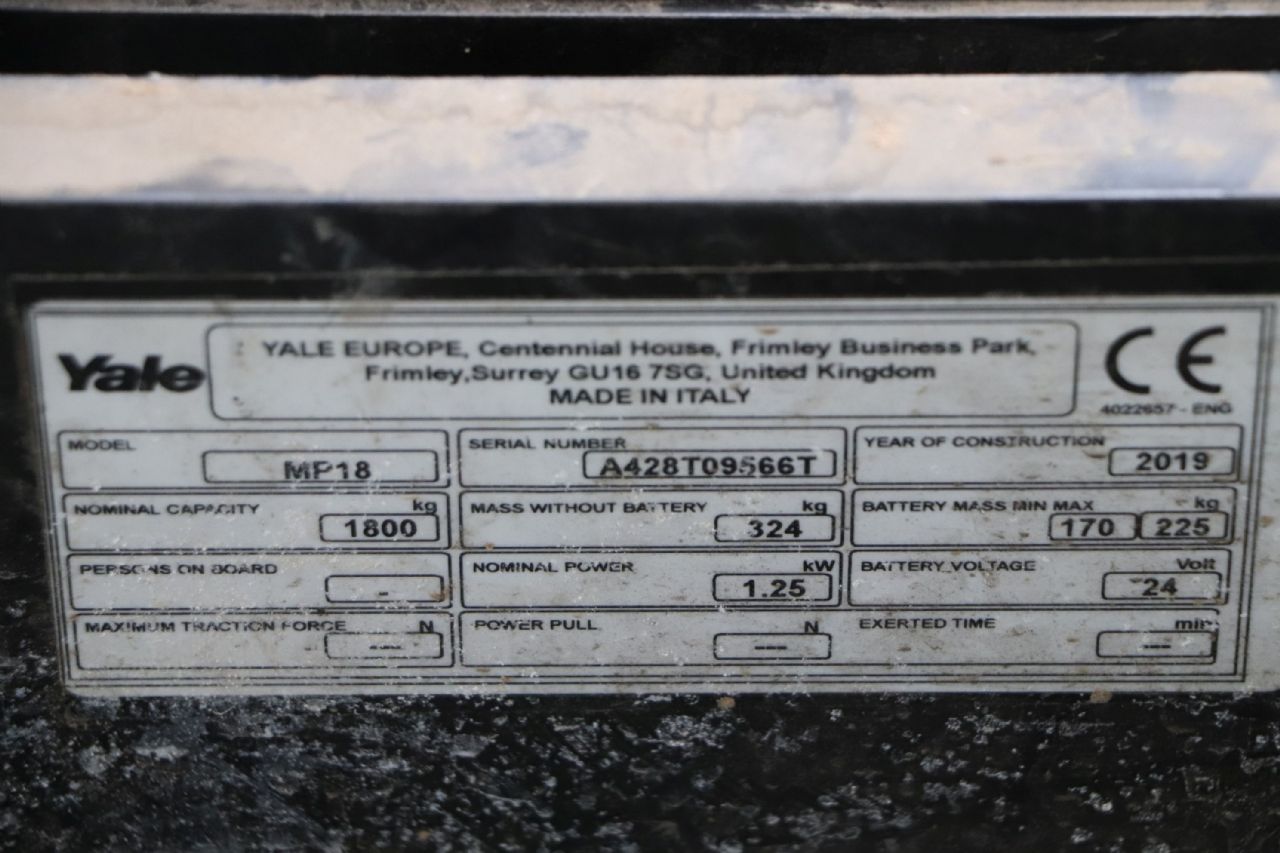 Yale
YALE EUROPE, Centennial House, Frimley Business Park,
Frimley,Surrey GU16 7SG, United Kingdom
MADE IN ITALY
CE
4022657 - ENG
MODEL
MP18
SERIAL NUMBER
A428T09566T
YEAR OF CONSTRUCTION
2019
NOMINAL CAPACITY kg
1800
MASS WITHOUT BATTERY kg
324
BATTERY MASS MIN MAX kg
170 225
PERSONS ON BOARD
-
NOMINAL POWER kW
1.25
BATTERY VOLTAGE Volt
24
MAXIMUM TRACTION FORCE N
---
POWER PULL N
---
EXERTED TIME min
---